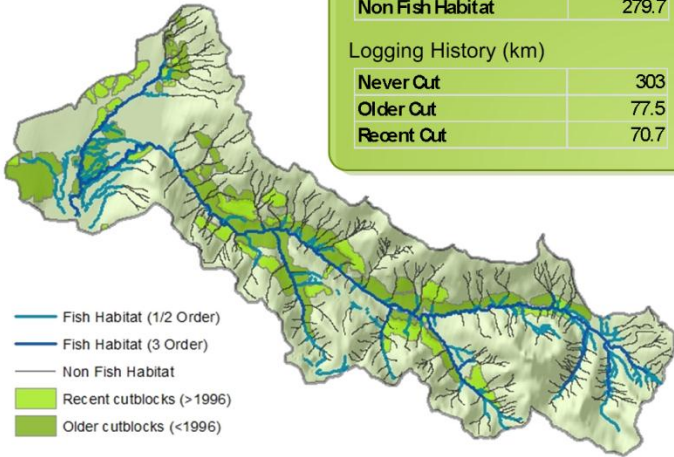 Non Fish Habitat 279.7
Logging History (km)
Never Cut 303
Older Cut 77.5
Recent Cut 70.7
Fish Habitat (1/2 Order)
Fish Habitat (3 Order)
Non Fish Habitat
Recent cutblocks (>1996)
Older cutblocks (<1996)